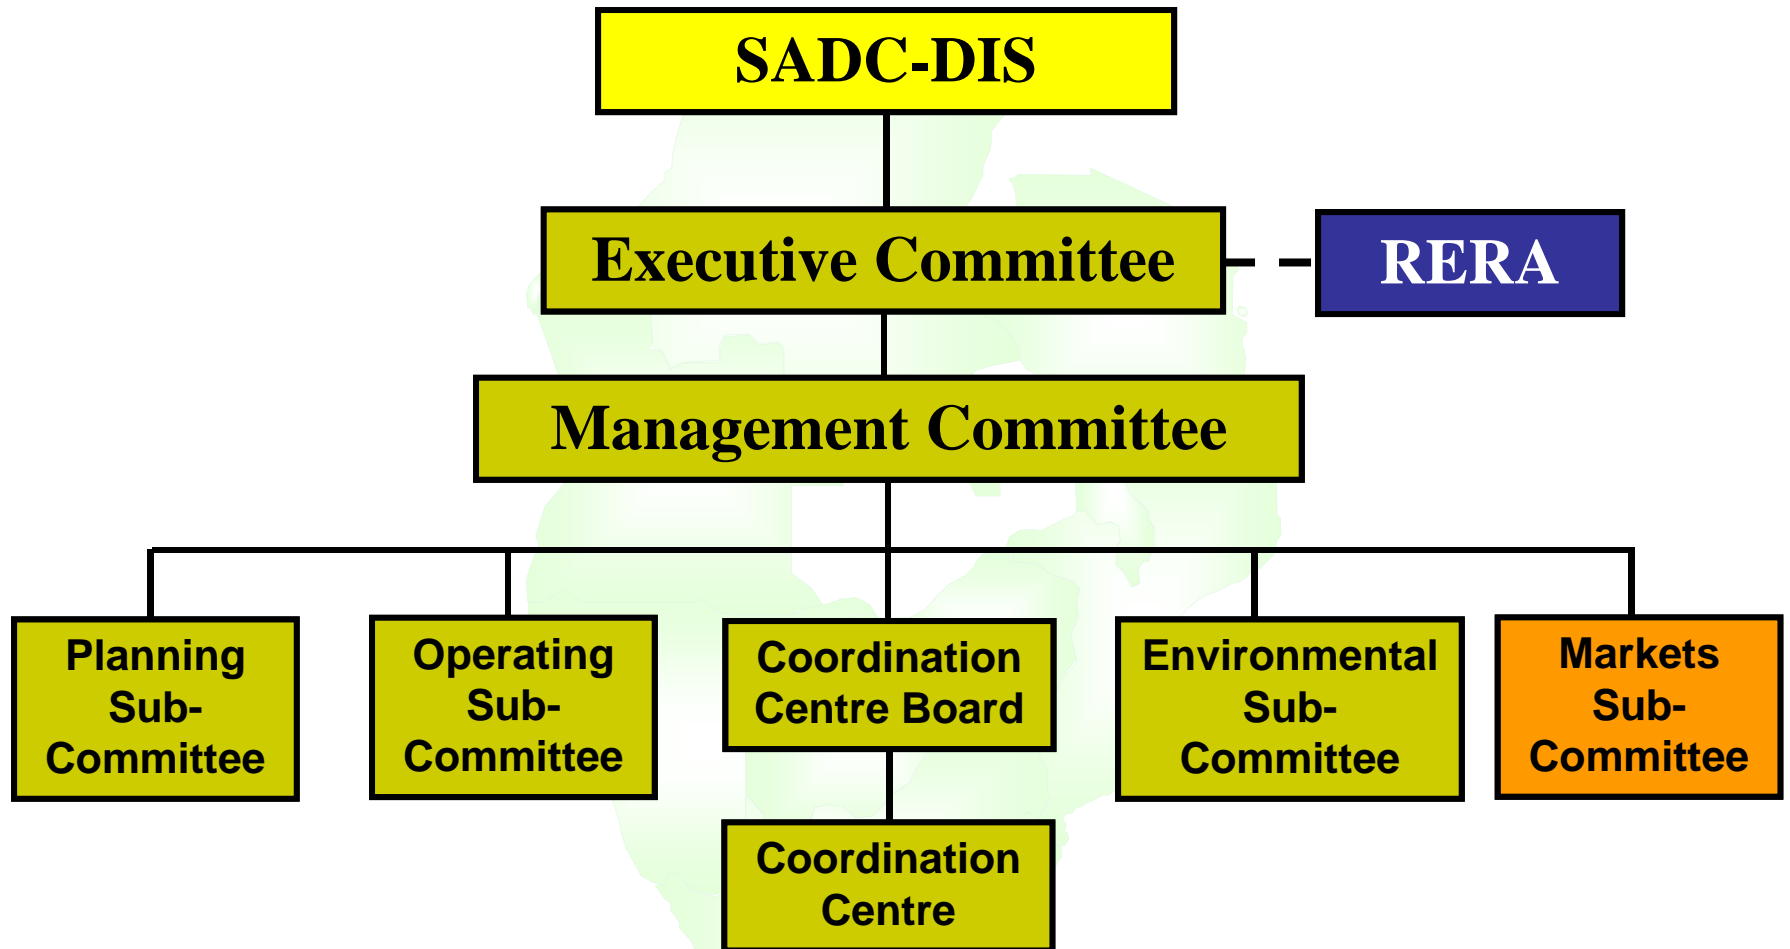 SADC-DIS
Executive Committee
RERA
Management Committee
Planning
Sub-
Committee
Operating
Sub-
Committee
Coordination
Centre Board
Environmental
Sub-
Committee
Markets
Sub-
Committee
Coordination
Centre